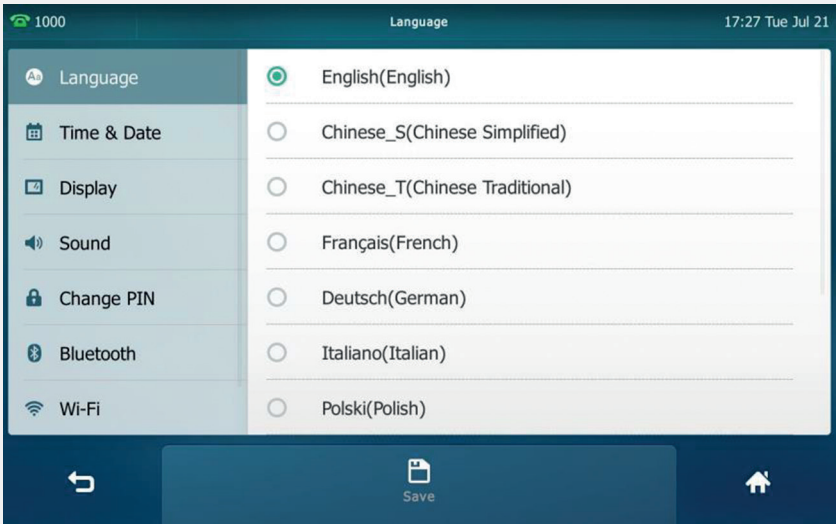 1000
Language
17:27 Tue Jul 21
Aa Language
Time & Date
Display
Sound
Change PIN
Bluetooth
Wi-Fi
English(English)
Chinese_S(Chinese Simplified)
Chinese_T(Chinese Traditional)
Français(French)
Deutsch(German)
Italiano(Italian)
Polski(Polish)
Save